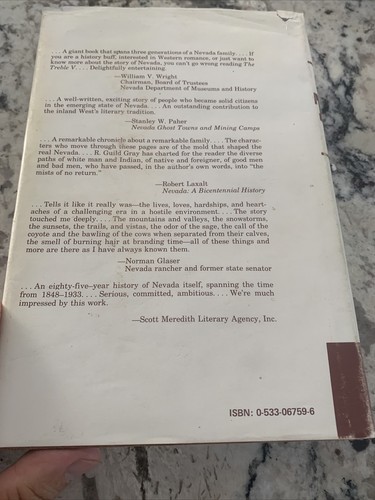 . . . A giant book that spans three generations of a Nevada family. . . . If
you are a history buff, interested in Western romance, or just want to
know more about the story of Nevada, you can't go wrong reading The
Treble V. . . . Delightfully entertaining.
—William V. Wright
Chairman, Board of Trustees
Nevada Department of Museums and History
. . . A well-written, exciting story of people who became solid citizens
in the emerging state of Nevada. . . . An outstanding contribution to
the inland West's literary tradition.
—Stanley W. Paher
Nevada Ghost Towns and Mining Camps
. . . A remarkable chronicle about a remarkable family. . . . The charac-
ters who move through these pages are of the mold that shaped the
real Nevada. . . . R. Guild Gray has charted for the reader the diverse
paths of white man and Indian, of native and foreigner, of good men
and bad men, who have passed, in the author's own words, into "the
mists of no return."
—Robert Laxalt
Nevada: A Bicentennial History
. . . Tells it like it really was—the lives, loves, hardships, and heart-
aches of a challenging era in a hostile environment. . . . The story
touched me deeply. . . . The mountains and valleys, the snowstorms,
the sunsets, the trails, and vistas, the odor of the sage, the call of the
coyote and the bawling of the cows when separated from their calves,
the smell of burning hair at branding time—all of these things and
more are there as I have always known them.
—Norman Glaser
Nevada rancher and former state senator
. . . An eighty-five-year history of Nevada itself, spanning the time
from 1848–1933. . . . Serious, committed, ambitious. . . . We're much
impressed by this work.
—Scott Meredith Literary Agency, Inc.
ISBN: 0-533-06759-6